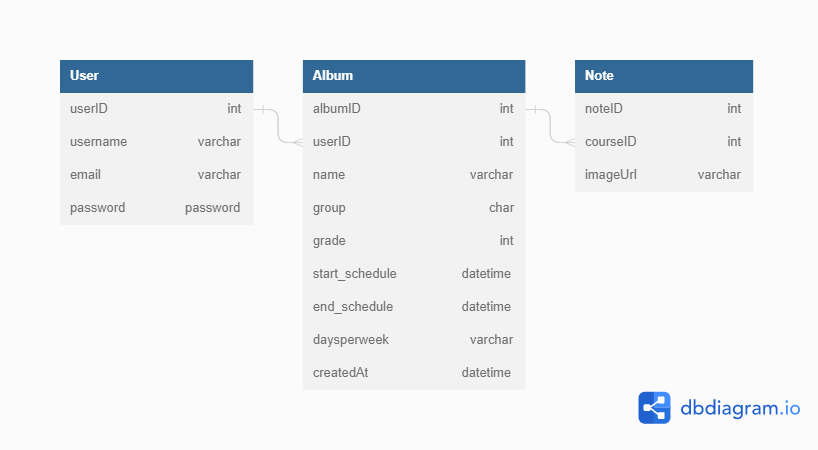 User
userID int
username varchar
email varchar
password password
Album
albumID int
userID int
name varchar
group char
grade int
start_schedule datetime
end_schedule datetime
daysperweek varchar
createdAt datetime
Note
noteID int
courseID int
imageUrl varchar
dbdiagram.io